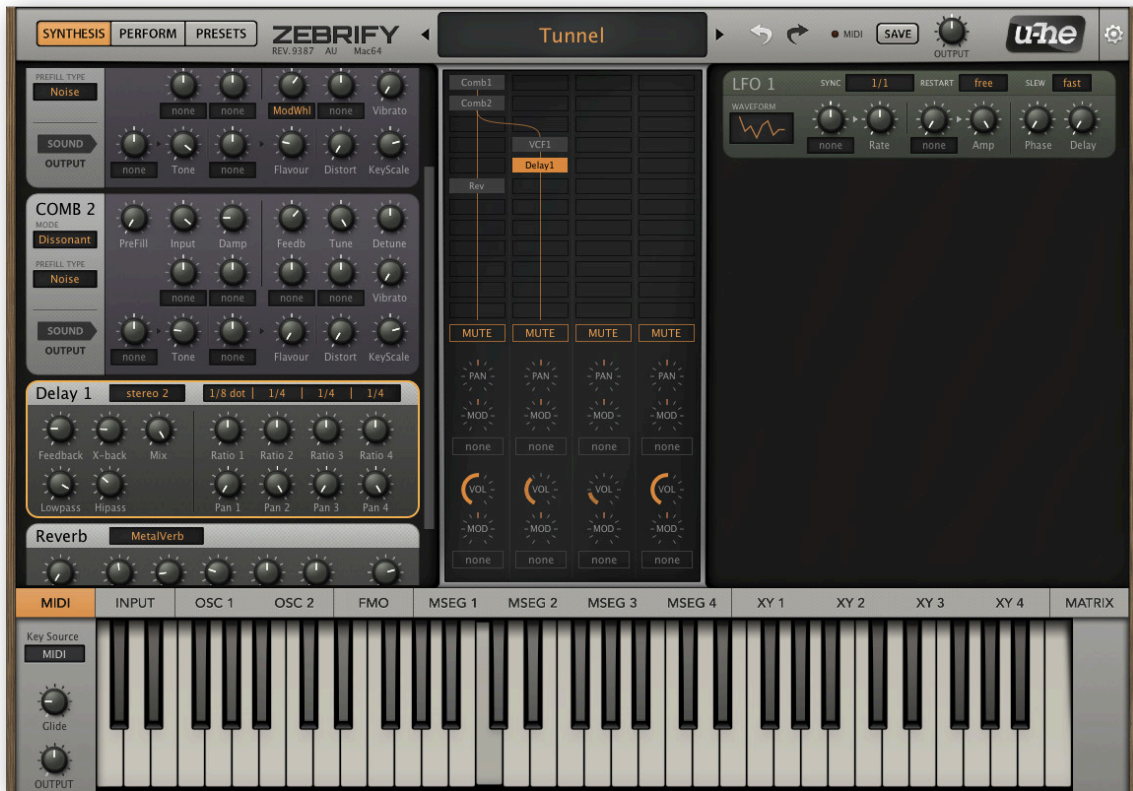 SYNTHESIS PERFORM PRESETS
ZEBRIFY
REV.9387 AU Mac64
Tunnel
MIDI SAVE
OUTPUT
u-he
PREFILL TYPE
Noise
none none ModWhl none Vibrato
SOUND
OUTPUT
none Tone none Flavour Distort KeyScale
COMB 2
MODE
Dissonant
PreFill Input Damp Feedb Tune Detune
PREFILL TYPE
Noise
none none none none Vibrato
SOUND
OUTPUT
none Tone none Flavour Distort KeyScale
Delay 1 stereo 2 1/8 dot 1/4 1/4 1/4
Feedback X-back Mix Ratio 1 Ratio 2 Ratio 3 Ratio 4
Lowpass Hipass Pan 1 Pan 2 Pan 3 Pan 4
Reverb MetalVerb
Comb1
Comb2
VCF1
Delay1
Rev
MUTE MUTE MUTE MUTE
PAN PAN PAN PAN
MOD MOD MOD MOD
none none none none
VOL VOL VOL VOL
MOD MOD MOD MOD
none none none none
LFO 1 SYNC 1/1 RESTART free SLEW fast
WAVEFORM
none Rate none Amp Phase Delay
MIDI INPUT OSC 1 OSC 2 FMO MSEG 1 MSEG 2 MSEG 3 MSEG 4 XY 1 XY 2 XY 3 XY 4 MATRIX
Key Source
MIDI
Glide
OUTPUT